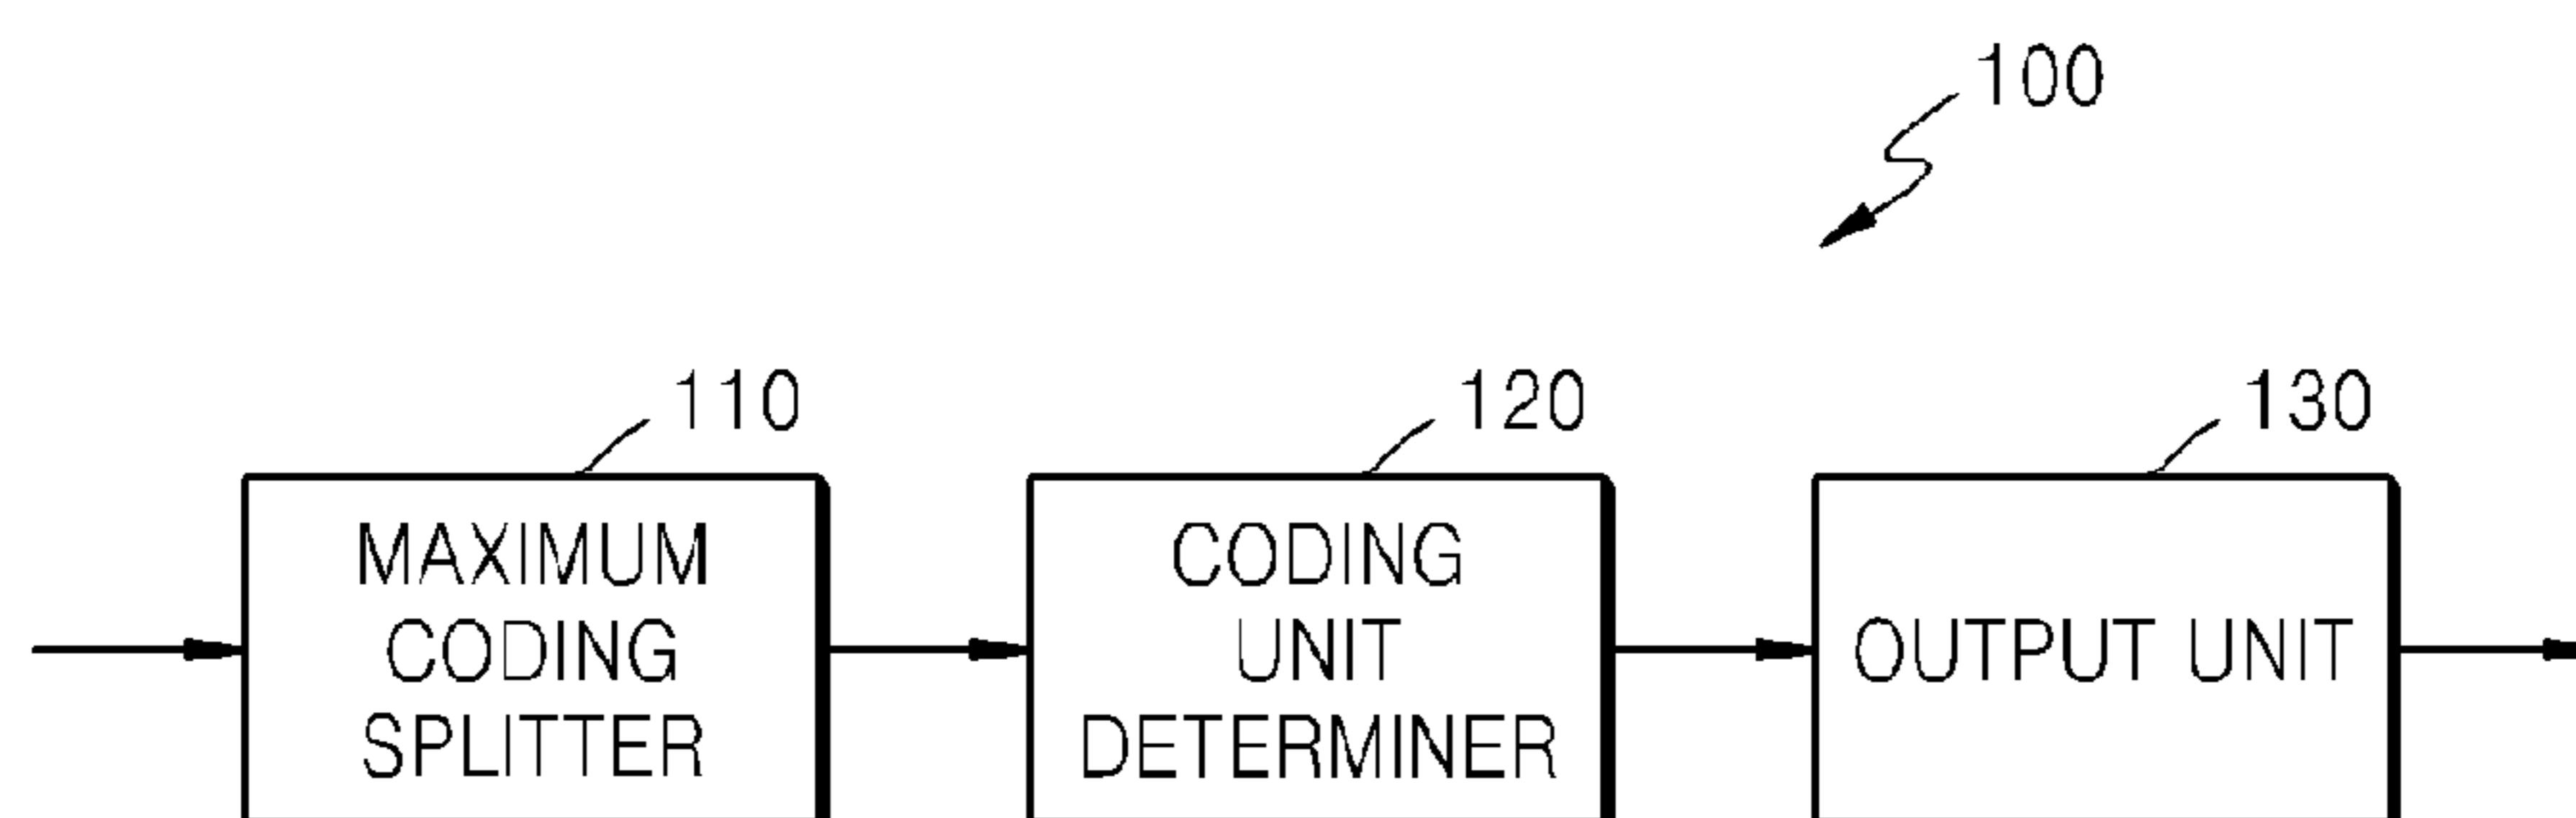 100
110
120
130
MAXIMUM
CODING
SPLITTER
CODING
UNIT
DETERMINER
OUTPUT UNIT